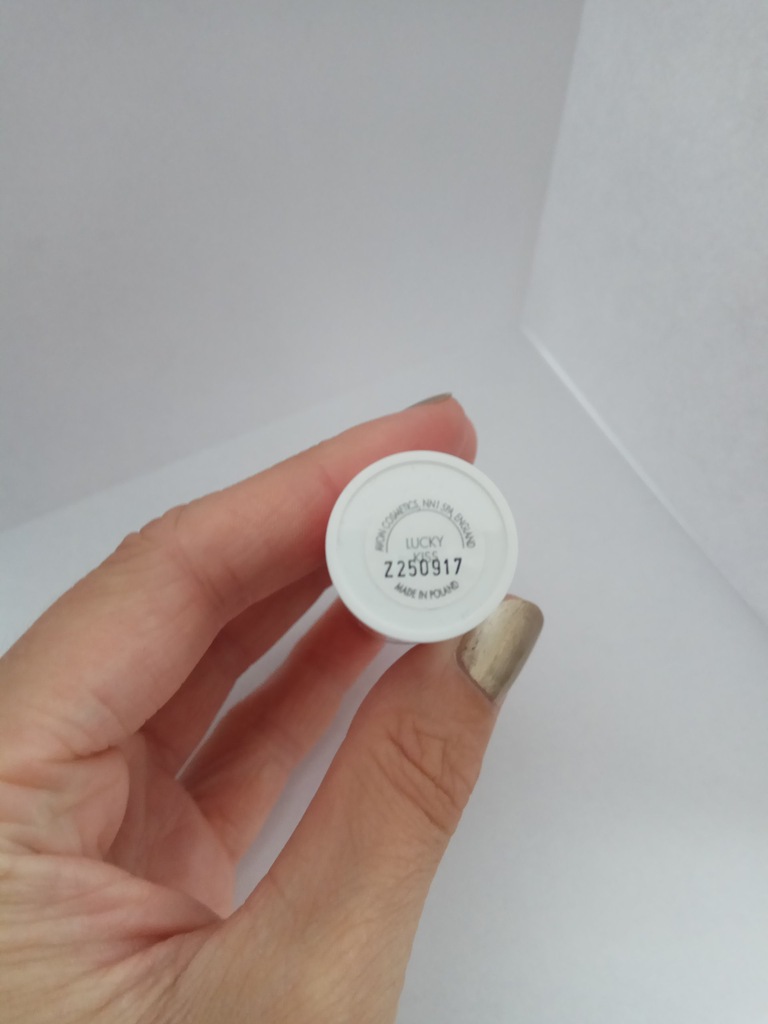 AVON COSMETICS, NN1 5PA, ENGLAND
LUCKY
KISS
Z250917
MADE IN POLAND